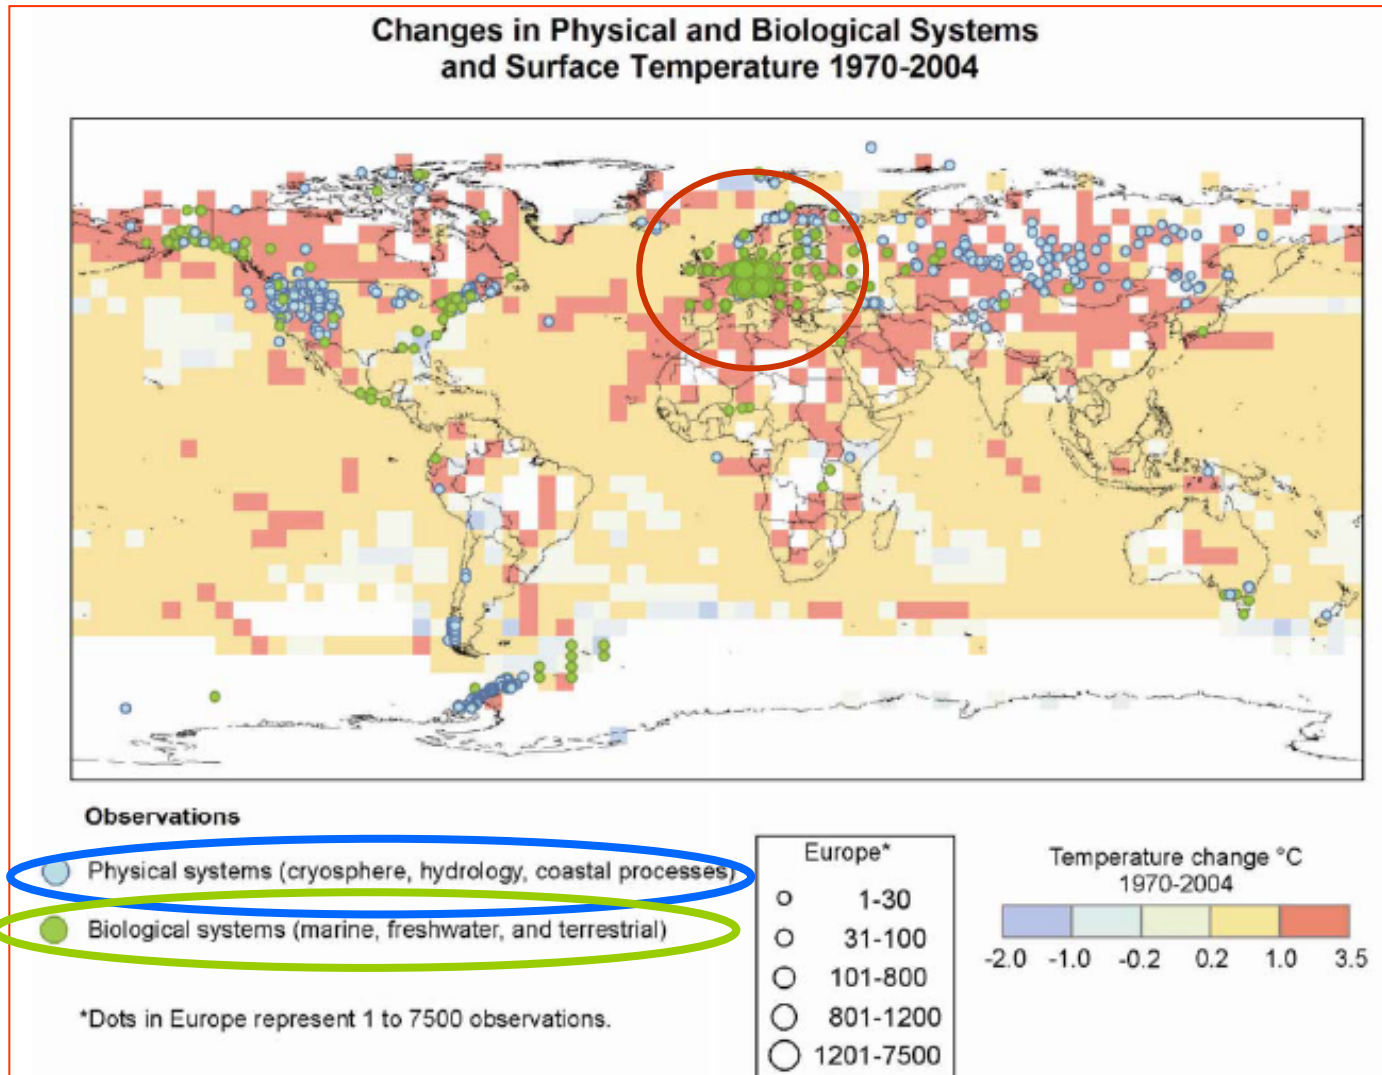 Changes in Physical and Biological Systems
and Surface Temperature 1970-2004
Observations
Physical systems (cryosphere, hydrology, coastal processes)
Biological systems (marine, freshwater, and terrestrial)
*Dots in Europe represent 1 to 7500 observations.
Europe*
1-30
31-100
101-800
801-1200
1201-7500
Temperature change °C
1970-2004
-2.0 -1.0 -0.2 0.2 1.0 3.5